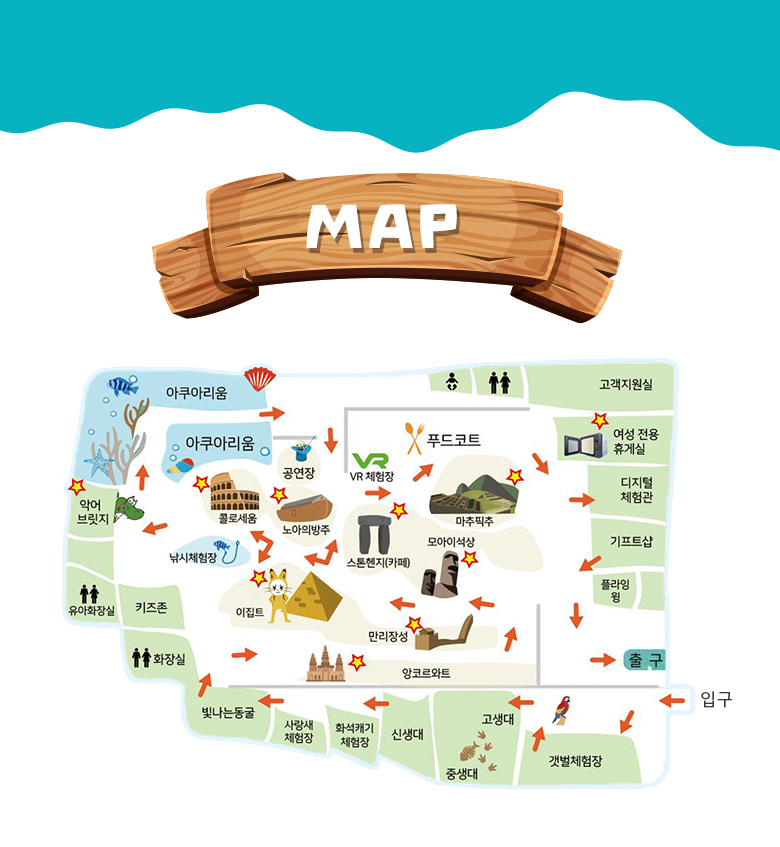 MAP
아쿠아리움
고객지원실
아쿠아리움
공연장
VR
VR 체험장
푸드코트
여성 전용
휴게실
악어
브릿지
콜로세움
노아의방주
마추픽추
디지털
체험관
낚시체험장
스톤헨지(카페)
모아이석상
기프트샵
유아화장실
키즈존
이집트
플라잉
윙
만리장성
화장실
앙코르와트
출 구
입구
빛나는동굴
사랑새
체험장
화석캐기
체험장
신생대
고생대
중생대
갯벌체험장